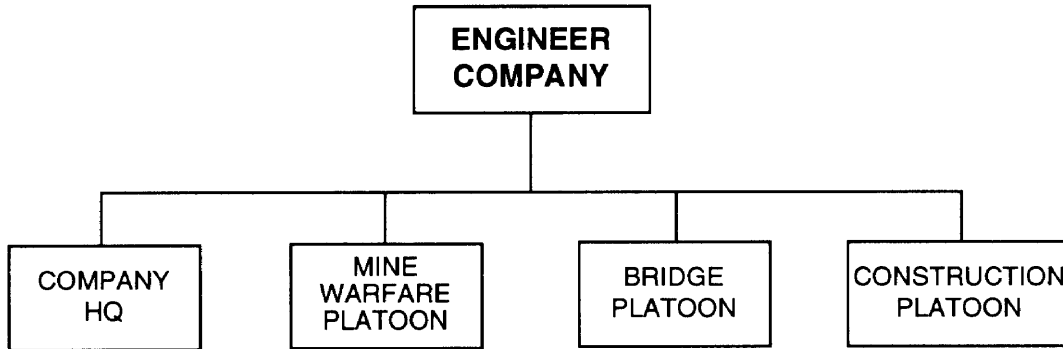 ENGINEER
COMPANY
COMPANY
HQ
MINE
WARFARE
PLATOON
BRIDGE
PLATOON
CONSTRUCTION
PLATOON